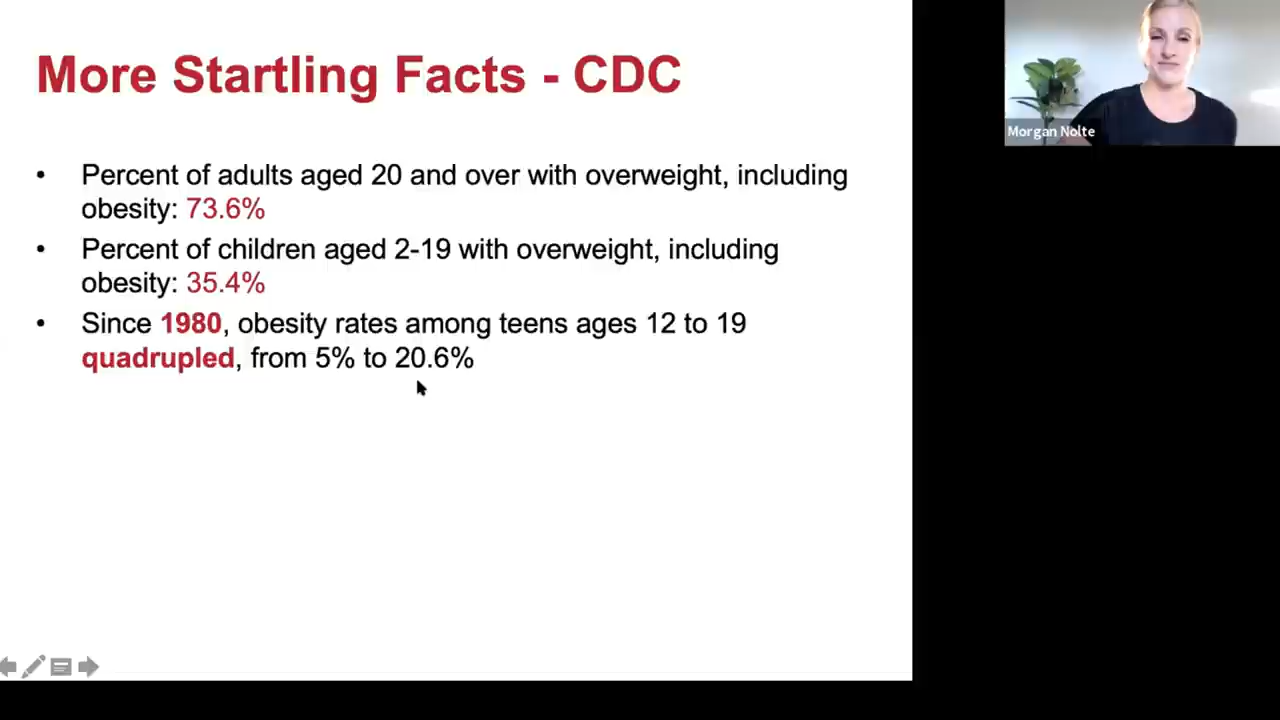 More Startling Facts - CDC
• Percent of adults aged 20 and over with overweight, including
obesity: 73.6%
• Percent of children aged 2-19 with overweight, including
obesity: 35.4%
• Since 1980, obesity rates among teens ages 12 to 19
quadrupled, from 5% to 20.6%
Morgan Nolte